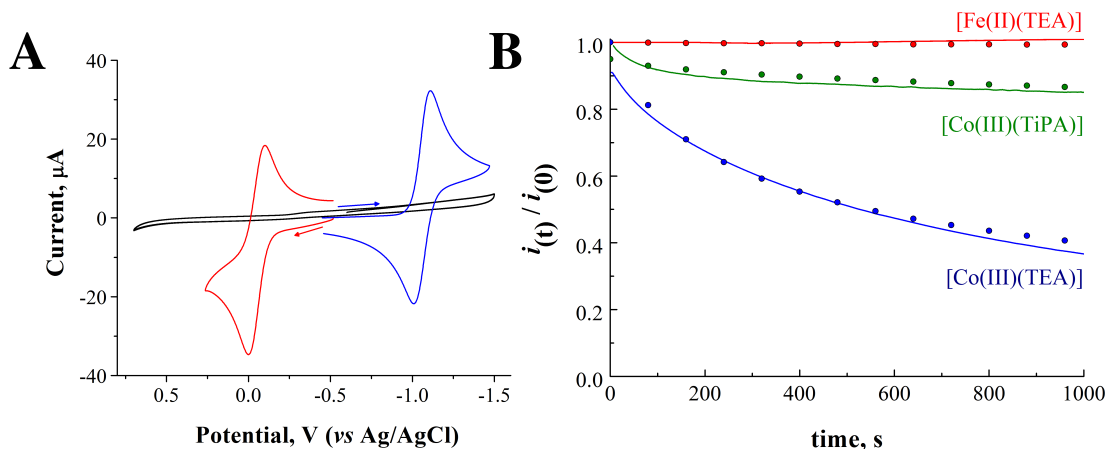 A
40
20
0
-20
-40
Current, μA
0.5
0.0
-0.5
-1.0
-1.5
Potential, V (vs Ag/AgCl)
B
[Fe(II)(TEA)]
[Co(III)(TiPA)]
[Co(III)(TEA)]
1.0
0.8
0.6
0.4
0.2
0.0
i(t) / i(0)
0
200
400
600
800
1000
time, s